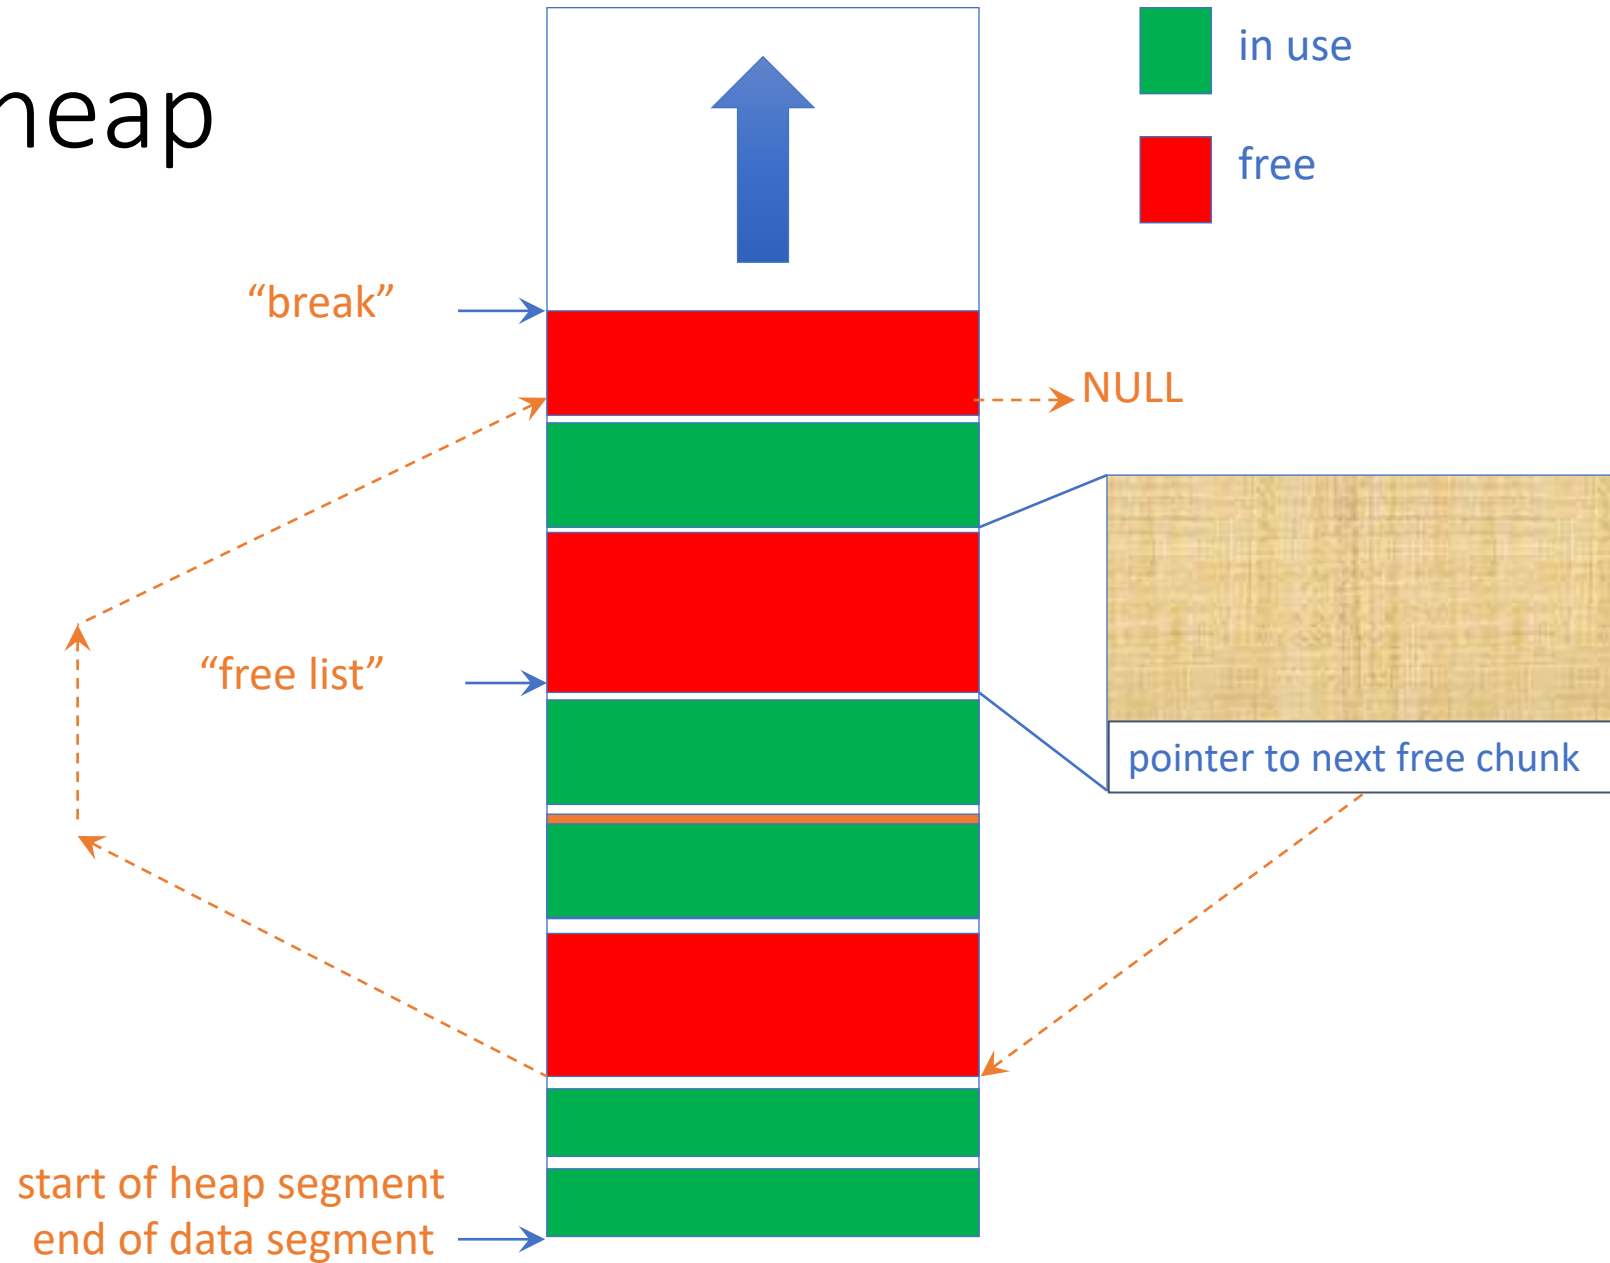 heap
in use
free
“break”
NULL
“free list”
pointer to next free chunk
start of heap segment
end of data segment